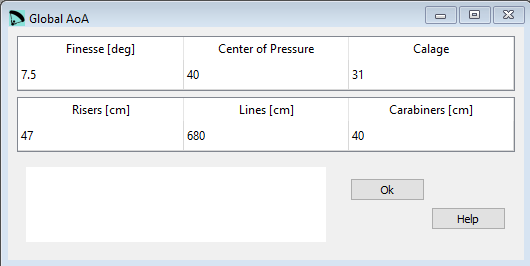 Global AoA
Finesse [deg] Center of Pressure Calage
7.5 40 31
Risers [cm] Lines [cm] Carabiners [cm]
47 680 40
Ok
Help